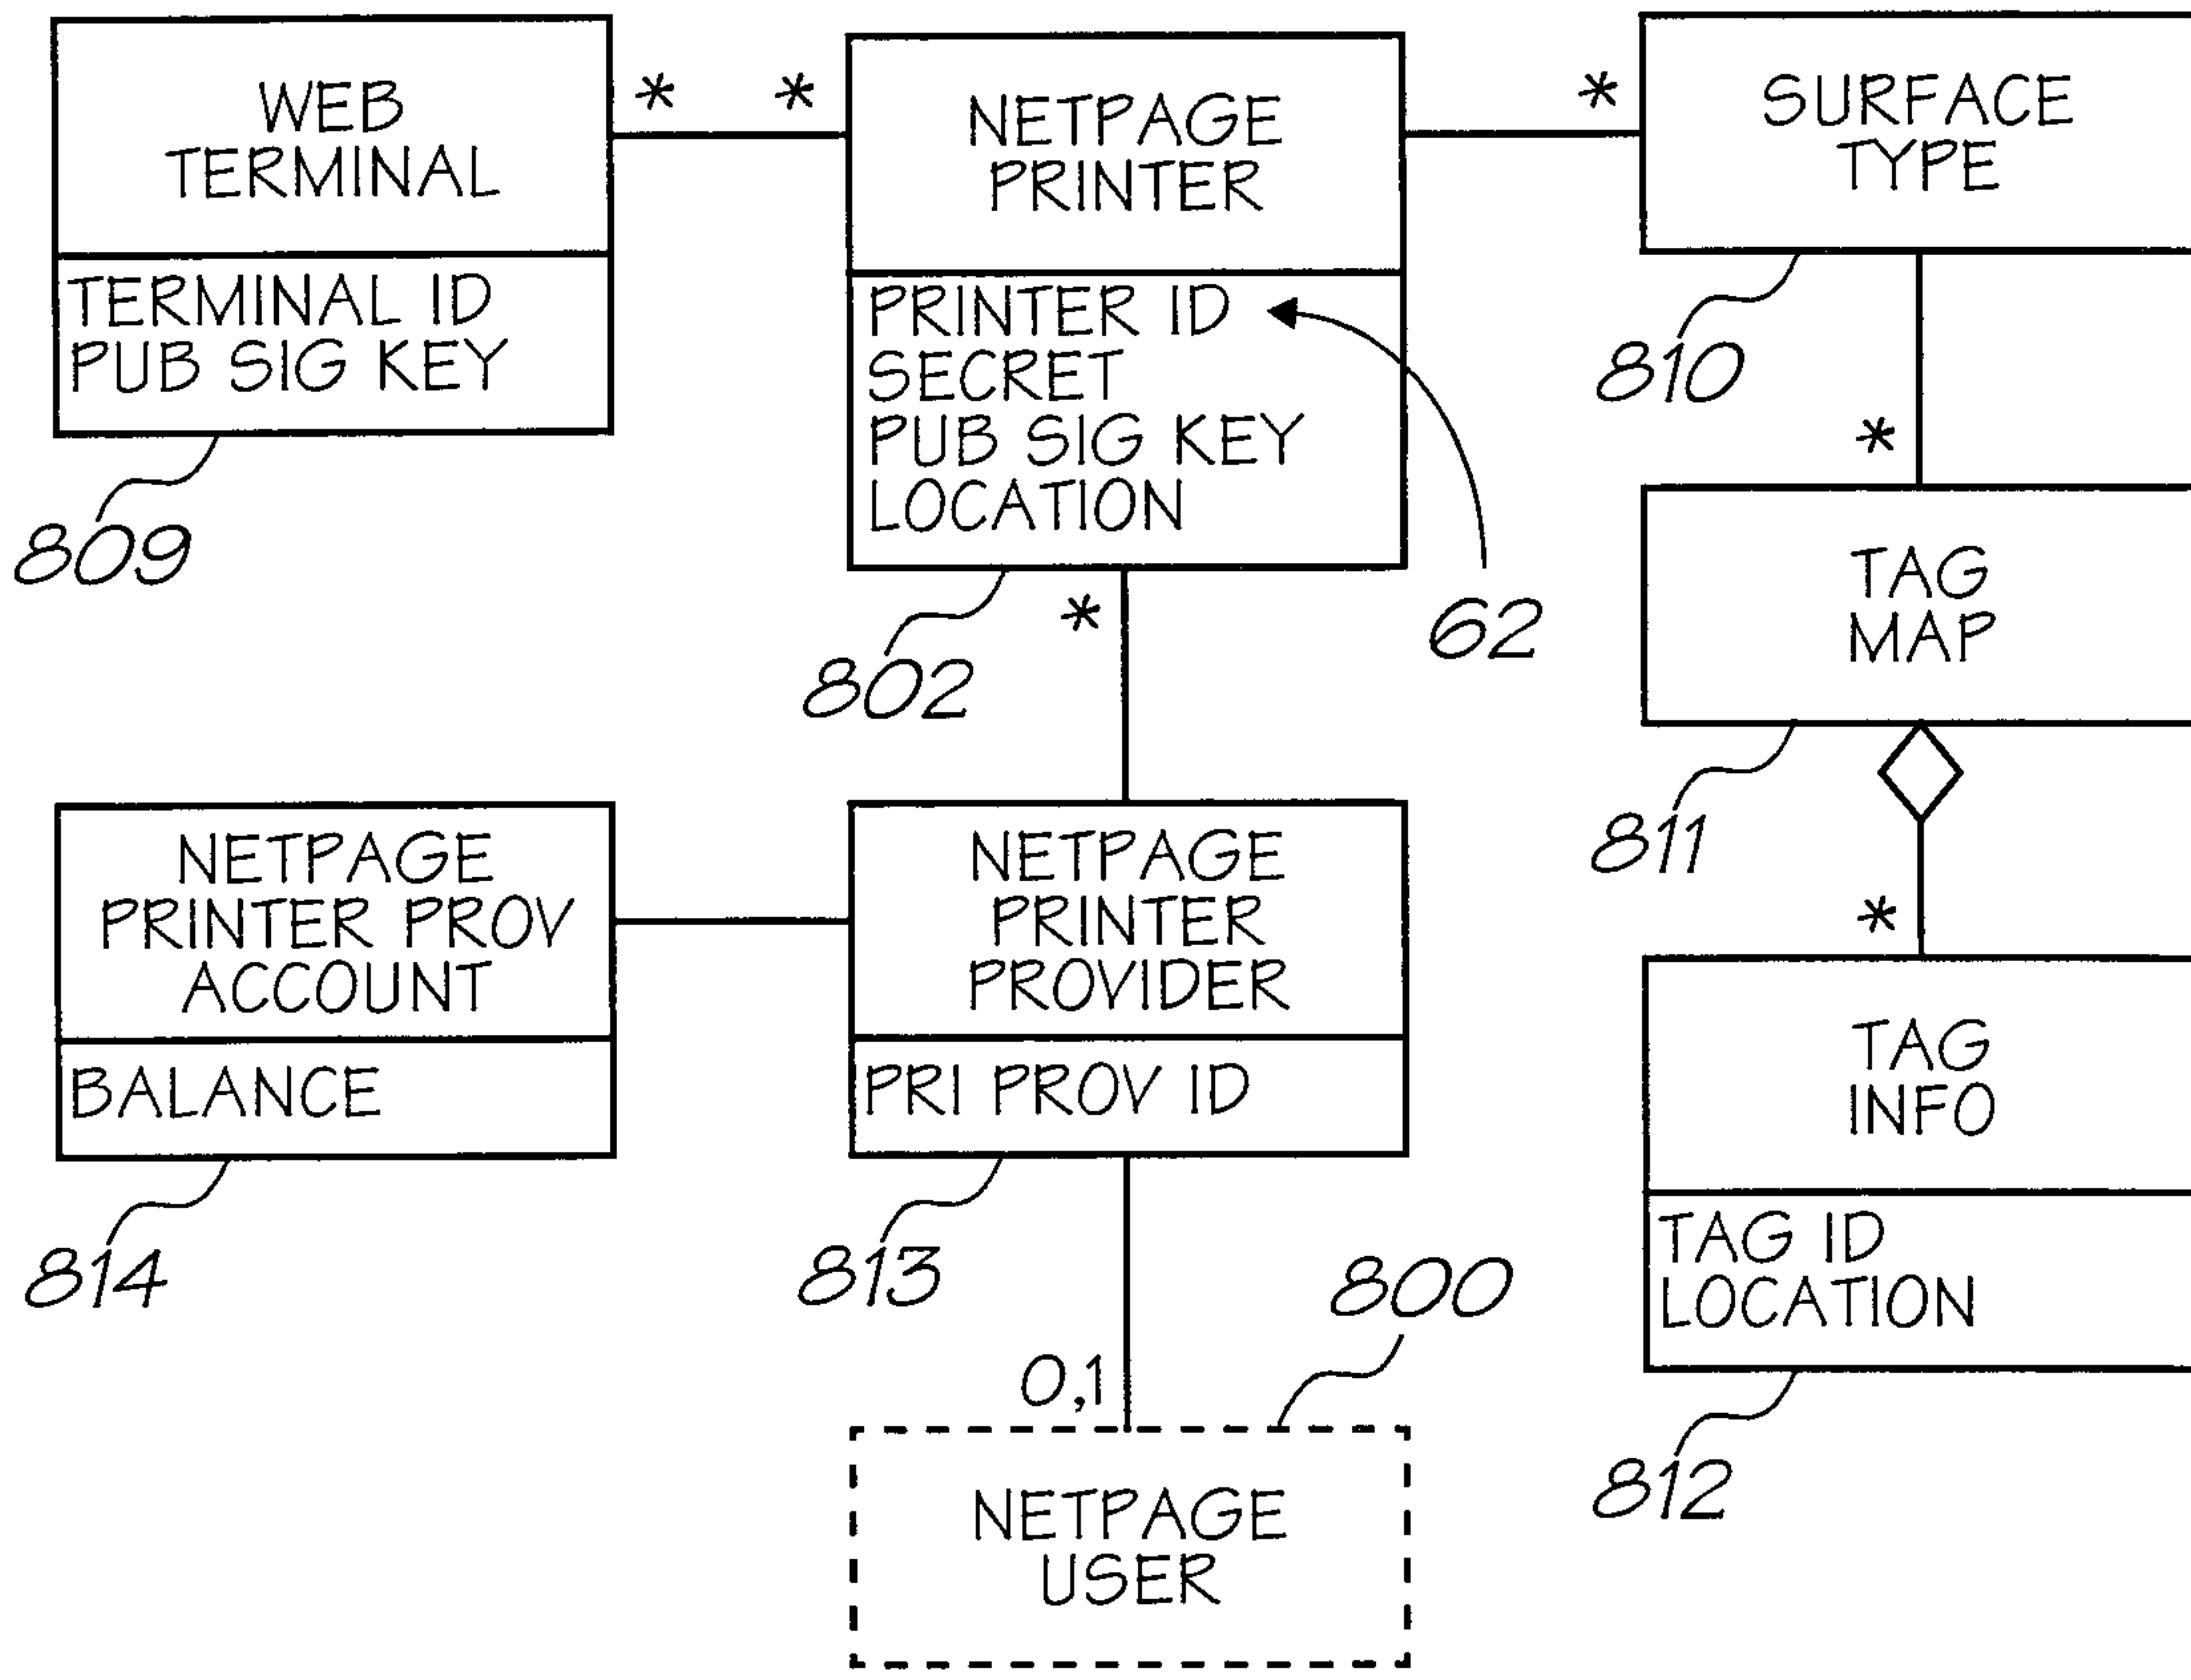 WEB
TERMINAL
TERMINAL ID
PUB SIG KEY
809
* *
NETPAGE
PRINTER
PRINTER ID
SECRET
PUB SIG KEY
LOCATION
802
62
*
*
SURFACE
TYPE
810
*
TAG
MAP
811
*
TAG
INFO
TAG ID
LOCATION
812
NETPAGE
PRINTER PROV
ACCOUNT
BALANCE
814
NETPAGE
PRINTER
PROVIDER
PRI PROV ID
813
800
0,1
NETPAGE
USER